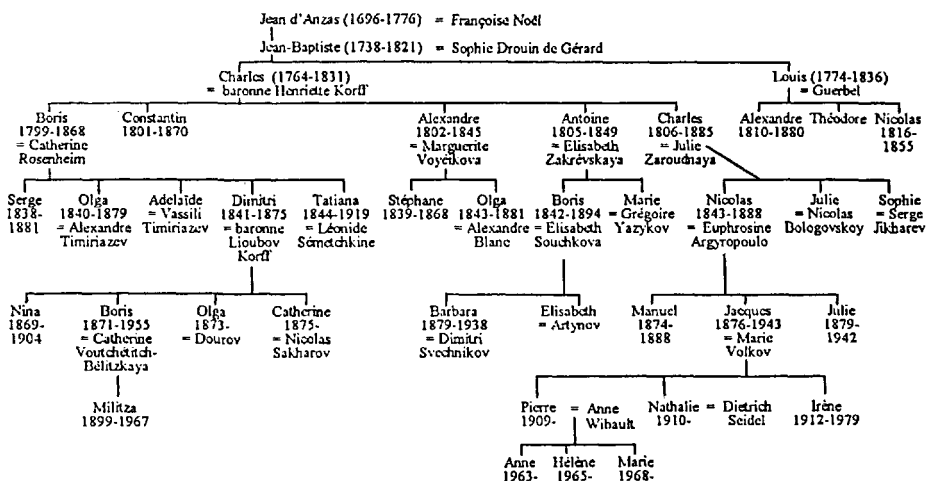 Jean d'Anzas (1696-1776) = Françoise Noël
Jean-Baptiste (1738-1821) = Sophie Drouin de Gérard
Charles (1764-1831)
= baronne Henriette Korff
Louis (1774-1836)
= Guerbel
Boris
1799-1868
= Catherine
Rosenheim
Constantin
1801-1870
Alexandre
1802-1845
= Marguerite
Voyeïkova
Antoine
1805-1849
= Elisabeth
Zakrévskaya
Charles
1806-1885
= Julie
Zaroudnaya
Alexandre
1810-1880
Théodore
Nicolas
1816-
1855
Serge
1838-
1881
Olga
1840-1879
= Alexandre
Timiriazev
Adelaïde
= Vassili
Timiriazev
Dimitri
1841-1875
= baronne
Lioubov
Korff
Tatiana
1844-1919
= Léonide
Sémetchkine
Stéphane
1839-1868
Olga
1843-1881
= Alexandre
Blanc
Boris
1842-1894
= Elisabeth
Souchkova
Marie
= Grégoire
Yazykov
Nicolas
1843-1888
= Euphrosine
Argyropoulo
Julie
= Nicolas
Bologovskoy
Sophie
= Serge
Jikharev
Nina
1869-
1904
Boris
1871-1955
= Catherine
Voutchétitch-
Bélitzkaya
Olga
1873-
= Dourov
Catherine
1875-
= Nicolas
Sakharov
Barbara
1879-1938
= Dimitri
Svechnikov
Elisabeth
= Artynov
Manuel
1874-
1888
Jacques
1876-1943
= Marie
Volkov
Julie
1879-
1942
Militza
1899-1967
Pierre = Anne
1909- Wibault
Nathalie = Dietrich
1910- Seidel
Irène
1912-1979
Anne
1963-
Hélène
1965-
Marie
1968-